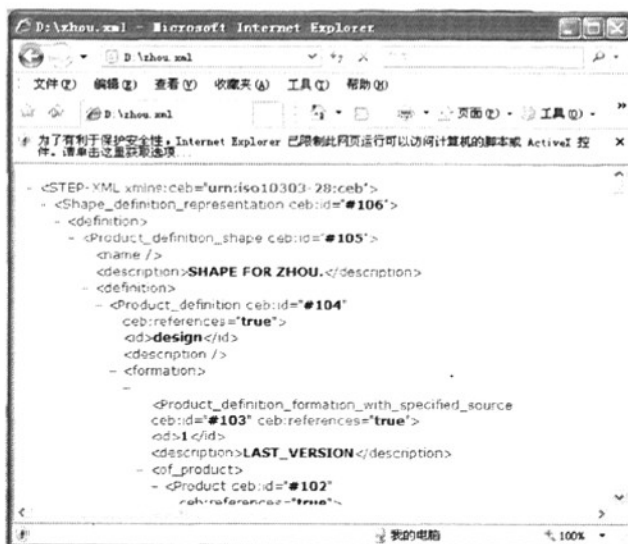 D:\zhou.xml - Microsoft Internet Explorer
D:\zhou.xml
文件(F) 编辑(E) 查看(V) 收藏夹(A) 工具(T) 帮助(H)
D:\zhou.xml 页面(P) 工具(O) »
为了有利于保护安全性，Internet Explorer 已限制此网页运行可以访问计算机的脚本或 ActiveX 控
件。请单击这里获取选项...
- <STEP-XML xmlns:ceb="urn:iso10303-28:ceb">
- <Shape_definition_representation ceb:id="#106">
- <definition>
- <Product_definition_shape ceb:id="#105">
<name />
<description>SHAPE FOR ZHOU.</description>
- <definition>
- <Product_definition ceb:id="#104"
ceb:references="true">
<id>design</id>
<description />
- <formation>
-
<Product_definition_formation_with_specified_source
ceb:id="#103" ceb:references="true">
<id>1</id>
<description>LAST_VERSION</description>
- <of_product>
- <Product ceb:id="#102"
ceb:references="true">
我的电脑 100%